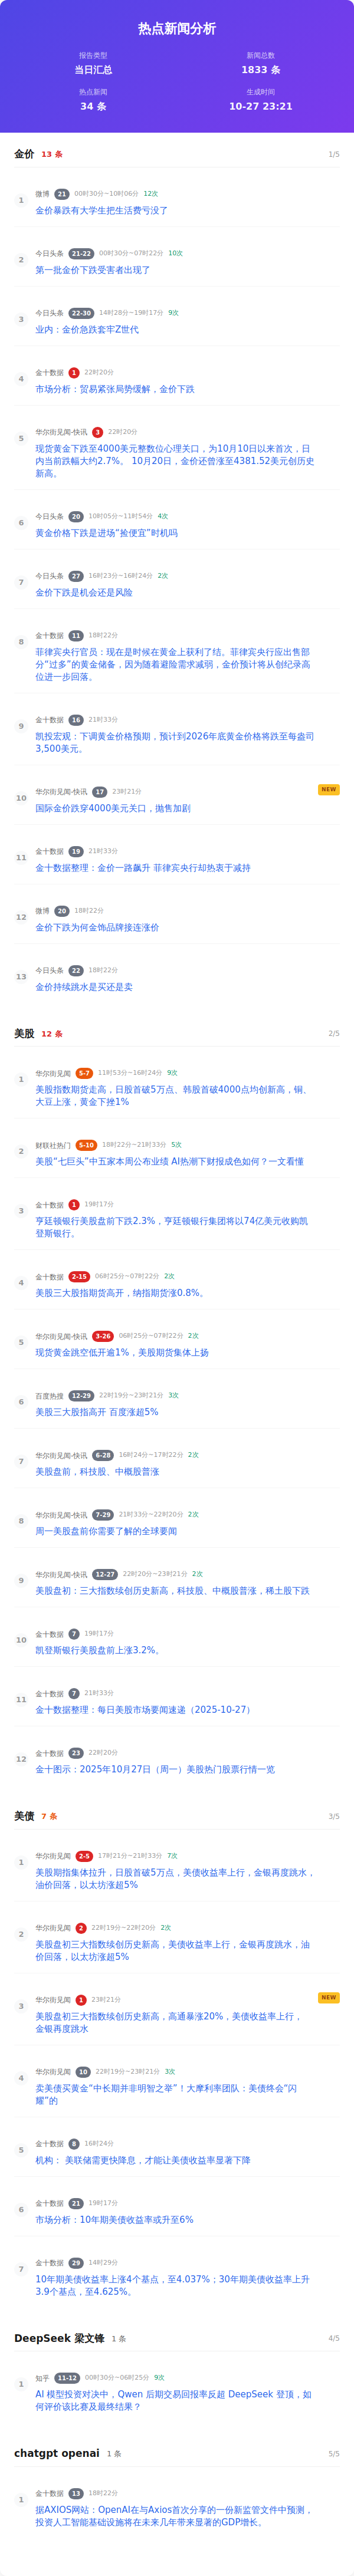 热点新闻分析
报告类型
当日汇总
新闻总数
1833 条
热点新闻
34 条
生成时间
10-27 23:21
金价 13 条 1/5
1 微博 21 00时30分~10时06分 12次
金价暴跌有大学生把生活费亏没了
2 今日头条 21-22 00时30分~07时22分 10次
第一批金价下跌受害者出现了
3 今日头条 22-30 14时28分~19时17分 9次
业内：金价急跌套牢Z世代
4 金十数据 1 22时20分
市场分析：贸易紧张局势缓解，金价下跌
5 华尔街见闻-快讯 3 22时20分
现货黄金下跌至4000美元整数位心理关口，为10月10日以来首次，日
内当前跌幅大约2.7%。 10月20日，金价还曾涨至4381.52美元创历史
新高。
6 今日头条 20 10时05分~11时54分 4次
黄金价格下跌是进场“捡便宜”时机吗
7 今日头条 27 16时23分~16时24分 2次
金价下跌是机会还是风险
8 金十数据 11 18时22分
菲律宾央行官员：现在是时候在黄金上获利了结。菲律宾央行应出售部
分“过多”的黄金储备，因为随着避险需求减弱，金价预计将从创纪录高
位进一步回落。
9 金十数据 16 21时33分
凯投宏观：下调黄金价格预期，预计到2026年底黄金价格将跌至每盎司
3,500美元。
10 华尔街见闻-快讯 17 23时21分 NEW
国际金价跌穿4000美元关口，抛售加剧
11 金十数据 19 21时33分
金十数据整理：金价一路飙升 菲律宾央行却热衷于减持
12 微博 20 18时22分
金价下跌为何金饰品牌接连涨价
13 今日头条 22 18时22分
金价持续跳水是买还是卖
美股 12 条 2/5
1 华尔街见闻 5-7 11时53分~16时24分 9次
美股指数期货走高，日股首破5万点、韩股首破4000点均创新高，铜、
大豆上涨，黄金下挫1%
2 财联社热门 5-10 18时22分~21时33分 5次
美股“七巨头”中五家本周公布业绩 AI热潮下财报成色如何？一文看懂
3 金十数据 1 19时17分
亨廷顿银行美股盘前下跌2.3%，亨廷顿银行集团将以74亿美元收购凯
登斯银行。
4 金十数据 2-15 06时25分~07时22分 2次
美股三大股指期货高开，纳指期货涨0.8%。
5 华尔街见闻-快讯 3-26 06时25分~07时22分 2次
现货黄金跳空低开逾1%，美股期货集体上扬
6 百度热搜 12-29 22时19分~23时21分 3次
美股三大股指高开 百度涨超5%
7 华尔街见闻-快讯 6-28 16时24分~17时22分 2次
美股盘前，科技股、中概股普涨
8 华尔街见闻-快讯 7-29 21时33分~22时20分 2次
周一美股盘前你需要了解的全球要闻
9 华尔街见闻-快讯 12-27 22时20分~23时21分 2次
美股盘初：三大指数续创历史新高，科技股、中概股普涨，稀土股下跌
10 金十数据 7 19时17分
凯登斯银行美股盘前上涨3.2%。
11 金十数据 7 21时33分
金十数据整理：每日美股市场要闻速递（2025-10-27）
12 金十数据 23 22时20分
金十图示：2025年10月27日（周一）美股热门股票行情一览
美债 7 条 3/5
1 华尔街见闻 2-5 17时21分~21时33分 7次
美股期指集体拉升，日股首破5万点，美债收益率上行，金银再度跳水，
油价回落，以太坊涨超5%
2 华尔街见闻 2 22时19分~22时20分 2次
美股盘初三大指数续创历史新高，美债收益率上行，金银再度跳水，油
价回落，以太坊涨超5%
3 华尔街见闻 1 23时21分 NEW
美股盘初三大指数续创历史新高，高通暴涨20%，美债收益率上行，
金银再度跳水
4 华尔街见闻 10 22时19分~23时21分 3次
卖美债买黄金“中长期并非明智之举”！大摩利率团队：美债终会“闪
耀”的
5 金十数据 8 16时24分
机构： 美联储需更快降息，才能让美债收益率显著下降
6 金十数据 21 19时17分
市场分析：10年期美债收益率或升至6%
7 金十数据 29 14时29分
10年期美债收益率上涨4个基点，至4.037%；30年期美债收益率上升
3.9个基点，至4.625%。
DeepSeek 梁文锋 1 条 4/5
1 知乎 11-12 00时30分~06时25分 9次
AI 模型投资对决中，Qwen 后期交易回报率反超 DeepSeek 登顶，如
何评价该比赛及最终结果？
chatgpt openai 1 条 5/5
1 金十数据 13 18时22分
据AXIOS网站：OpenAI在与Axios首次分享的一份新监管文件中预测，
投资人工智能基础设施将在未来几年带来显著的GDP增长。